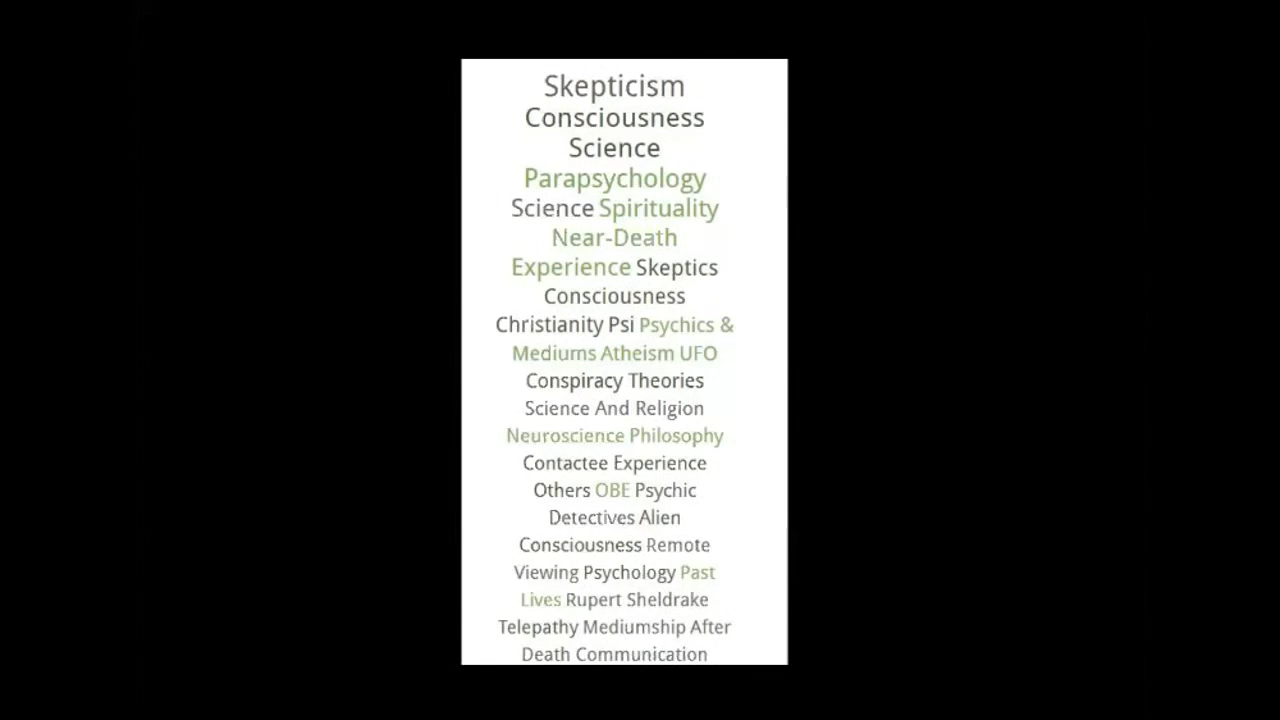 Skepticism
Consciousness
Science
Parapsychology
Science Spirituality
Near-Death
Experience Skeptics
Consciousness
Christianity Psi Psychics &
Mediums Atheism UFO
Conspiracy Theories
Science And Religion
Neuroscience Philosophy
Contactee Experience
Others OBE Psychic
Detectives Alien
Consciousness Remote
Viewing Psychology Past
Lives Rupert Sheldrake
Telepathy Mediumship After
Death Communication